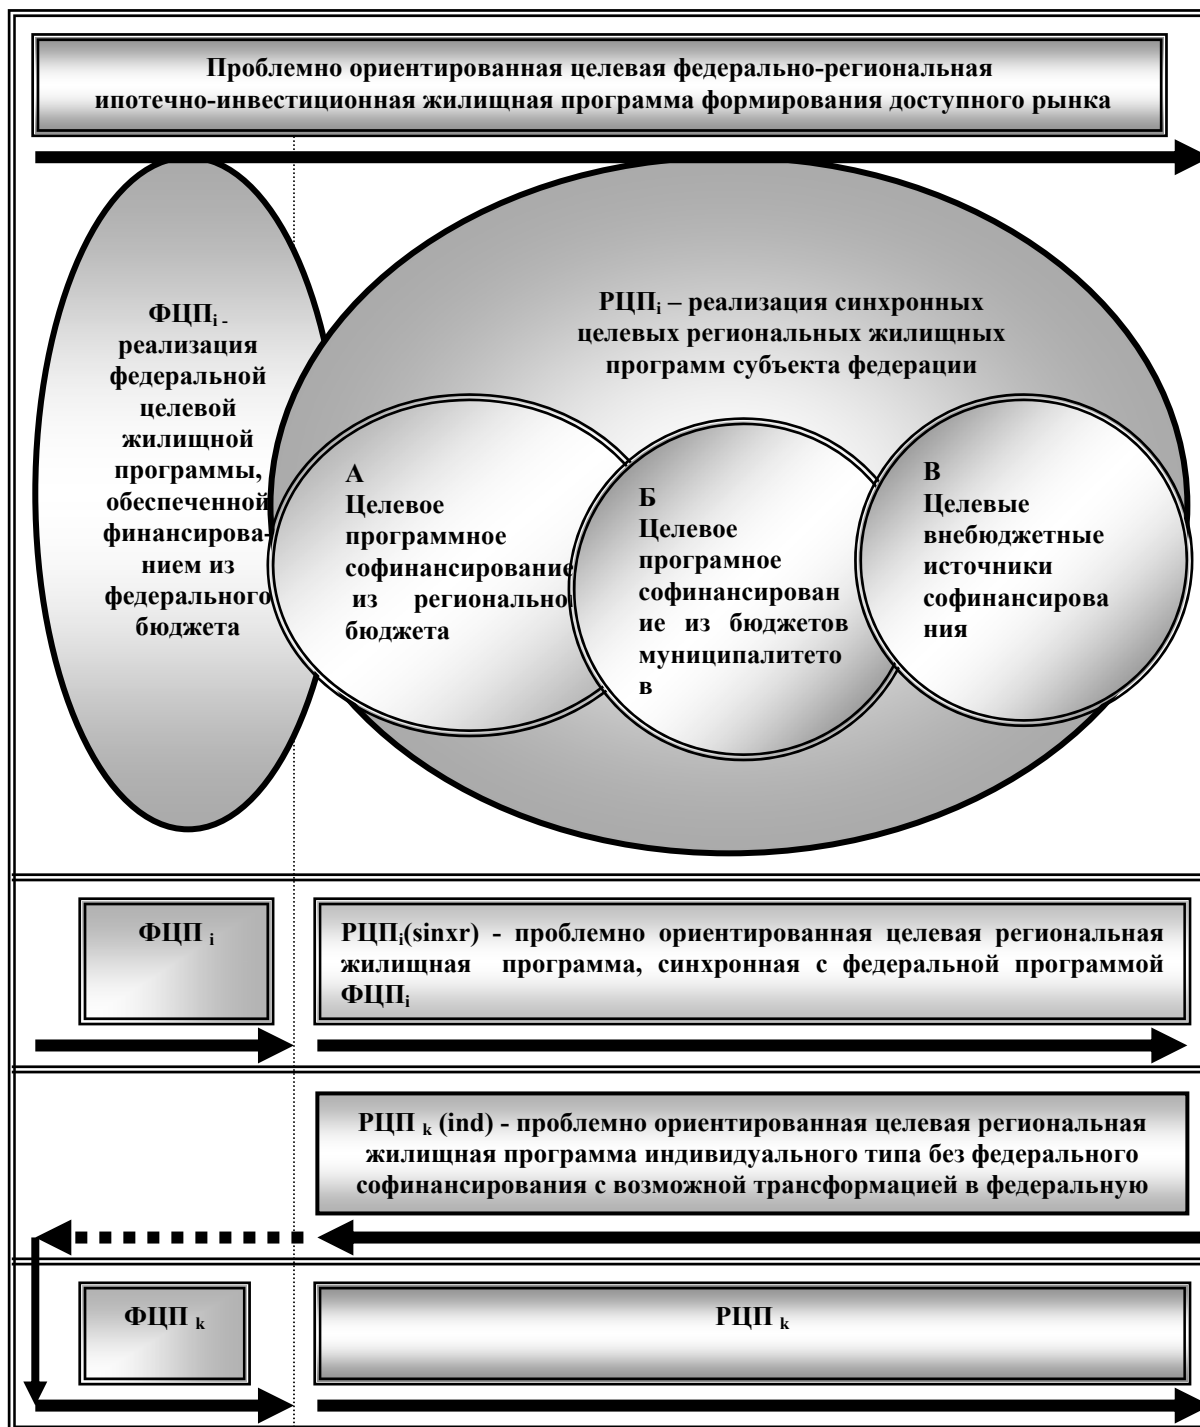 Проблемно ориентированная целевая федерально-региональная
ипотечно-инвестиционная жилищная программа формирования доступного рынка
ФЦПi -
реализация
федеральной
целевой
жилищной
программы,
обеспеченной
финансирова-
нием из
федерального
бюджета
РЦПi – реализация синхронных
целевых региональных жилищных
программ субъекта федерации
А
Целевое
программное
софинансирование
из регионально
бюджета
Б
Целевое
програмное
софинансирован
ие из бюджетов
муниципалитето
в
В
Целевые
внебюджетные
источники
софинансирова
ния
ФЦП i
РЦПi(sinxr) - проблемно ориентированная целевая региональная
жилищная программа, синхронная с федеральной программой
ФЦПi
РЦП k (ind) - проблемно ориентированная целевая региональная
жилищная программа индивидуального типа без федерального
софинансирования с возможной трансформацией в федеральную
ФЦП k
РЦП k